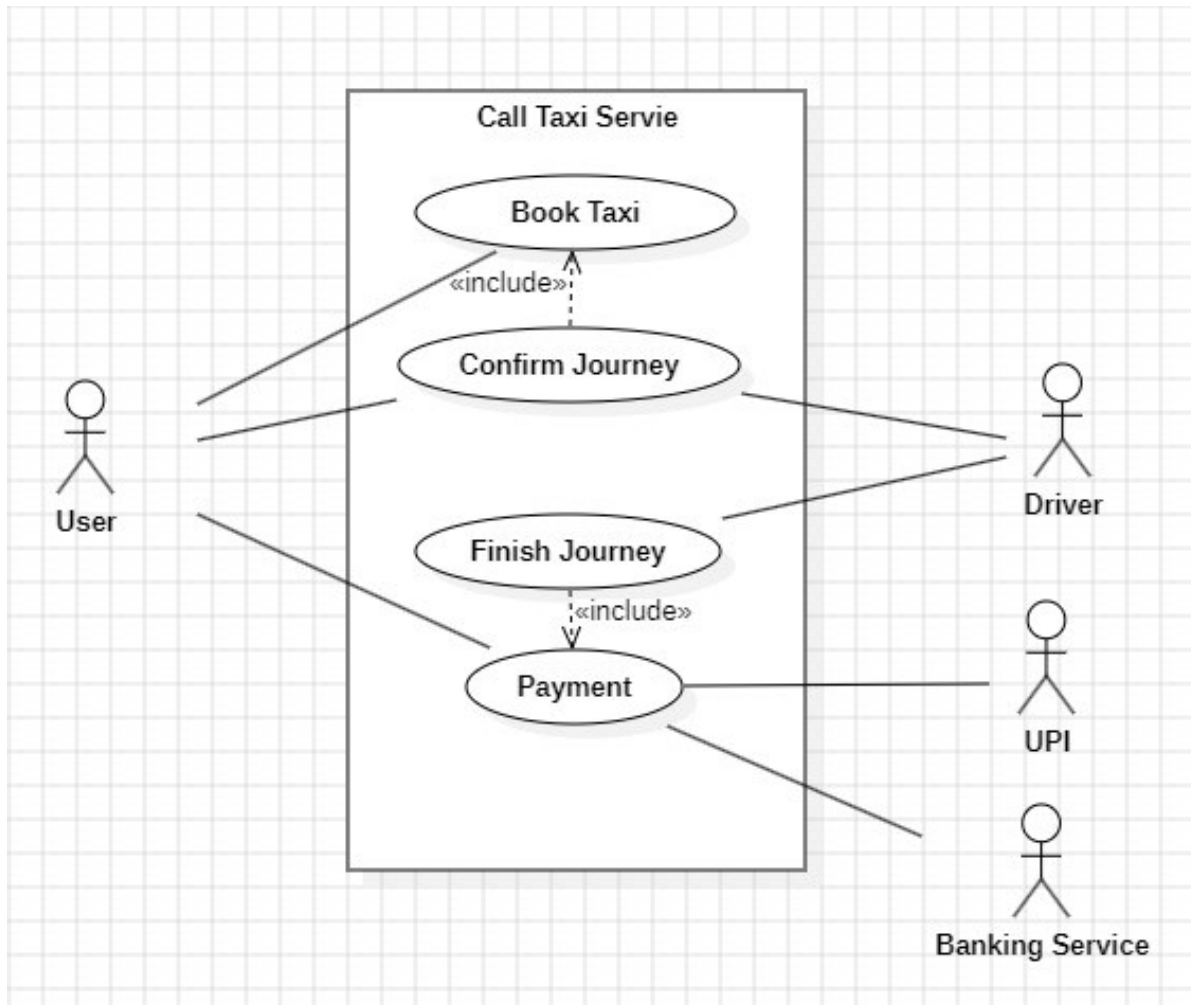 Call Taxi Servie
Book Taxi
«include»
Confirm Journey
User
Driver
Finish Journey
«include»
Payment
UPI
Banking Service